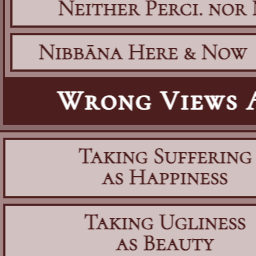 Neither Perci. nor
Nibbāna Here & Now
Wrong Views
Taking Suffering
as Happiness
Taking Ugliness
as Beauty